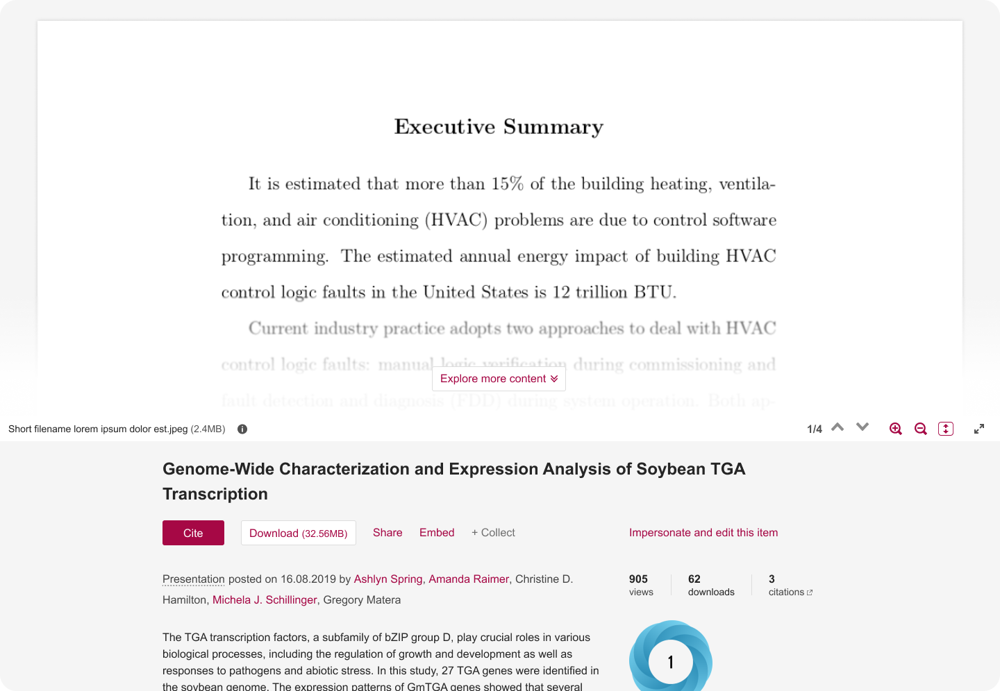 Executive Summary
It is estimated that more than 15% of the building heating, ventila-
tion, and air conditioning (HVAC) problems are due to control software
programming. The estimated annual energy impact of building HVAC
control logic faults in the United States is 12 trillion BTU.
Current industry practice adopts two approaches to deal with HVAC
control logic faults: manual logic verification during commissioning and
fault detection and diagnosis (FDD) during system operation. Both ap-
Explore more content
Short filename lorem ipsum dolor est.jpeg (2.4MB)
1/4
Genome-Wide Characterization and Expression Analysis of Soybean TGA
Transcription
Cite
Download (32.56MB)
Share
Embed
+ Collect
Impersonate and edit this item
Presentation posted on 16.08.2019 by Ashlyn Spring, Amanda Raimer, Christine D.
Hamilton, Michela J. Schillinger, Gregory Matera
905
views
62
downloads
3
citations
The TGA transcription factors, a subfamily of bZIP group D, play crucial roles in various
biological processes, including the regulation of growth and development as well as
responses to pathogens and abiotic stress. In this study, 27 TGA genes were identified in
the soybean genome. The expression patterns of GmTGA genes showed that several
1